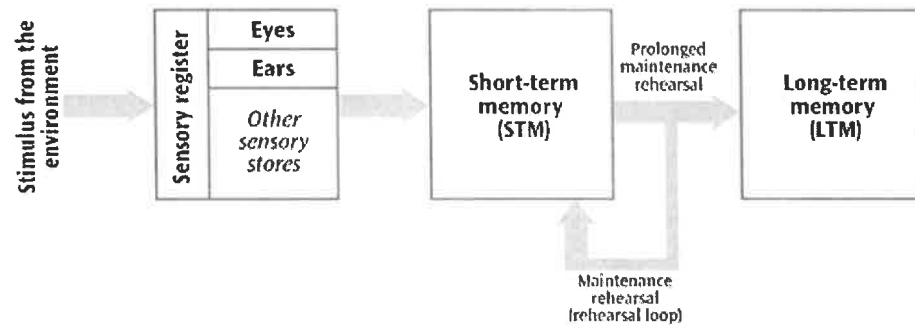 Stimulus from the
environment
Sensory register
Eyes
Ears
Other
sensory
stores
Short-term
memory
(STM)
Prolonged
maintenance
rehearsal
Long-term
memory
(LTM)
Maintenance
rehearsal
(rehearsal loop)